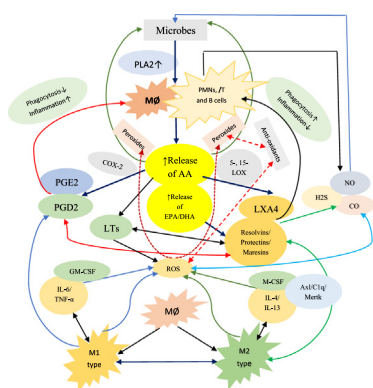 Microbes
PLA2↑
MØ
PMNs, /T
and B cells
Phagocytosis↓
Inflammation↑
Phagocytosis↑
Inflammation↓
Peroxides
Peroxides
Anti-
oxidants
COX-2
↑Release
of AA
5-, 15-
LOX
PGE2
PGD2
↑Release
of
EPA/DHA
LXA4
NO
H2S
CO
LTs
Resolvins/
Protectins/
Maresins
ROS
GM-CSF
IL-6/
TNF-α
M-CSF
IL-4/
IL-13
Axl/C1q/
Mertk
MØ
M1
type
M2
type